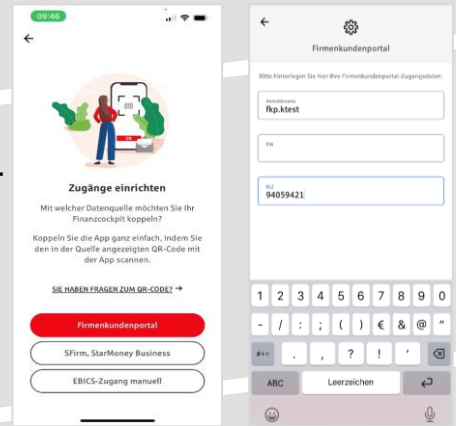 09:46
Zugänge einrichten
Mit welcher Datenquelle möchten Sie Ihr
Finanzcockpit koppeln?
Koppeln Sie die App ganz einfach, indem Sie
den in der Quelle angezeigten QR-Code mit
der App scannen.
SIE HABEN FRAGEN ZUM QR-CODE? →
Firmenkundenportal
SFirm, StarMoney Business
EBICS-Zugang manuell
Firmenkundenportal
Bitte hinterlegen Sie hier Ihre Firmenkundenportal-Zugangsdaten:
Anmeldename
fkp.ktest
PIN
BLZ
94059421
1 2 3 4 5 6 7 8 9 0
- / : ; ( ) € & @ "
#+= . , ? ! '
ABC Leerzeichen